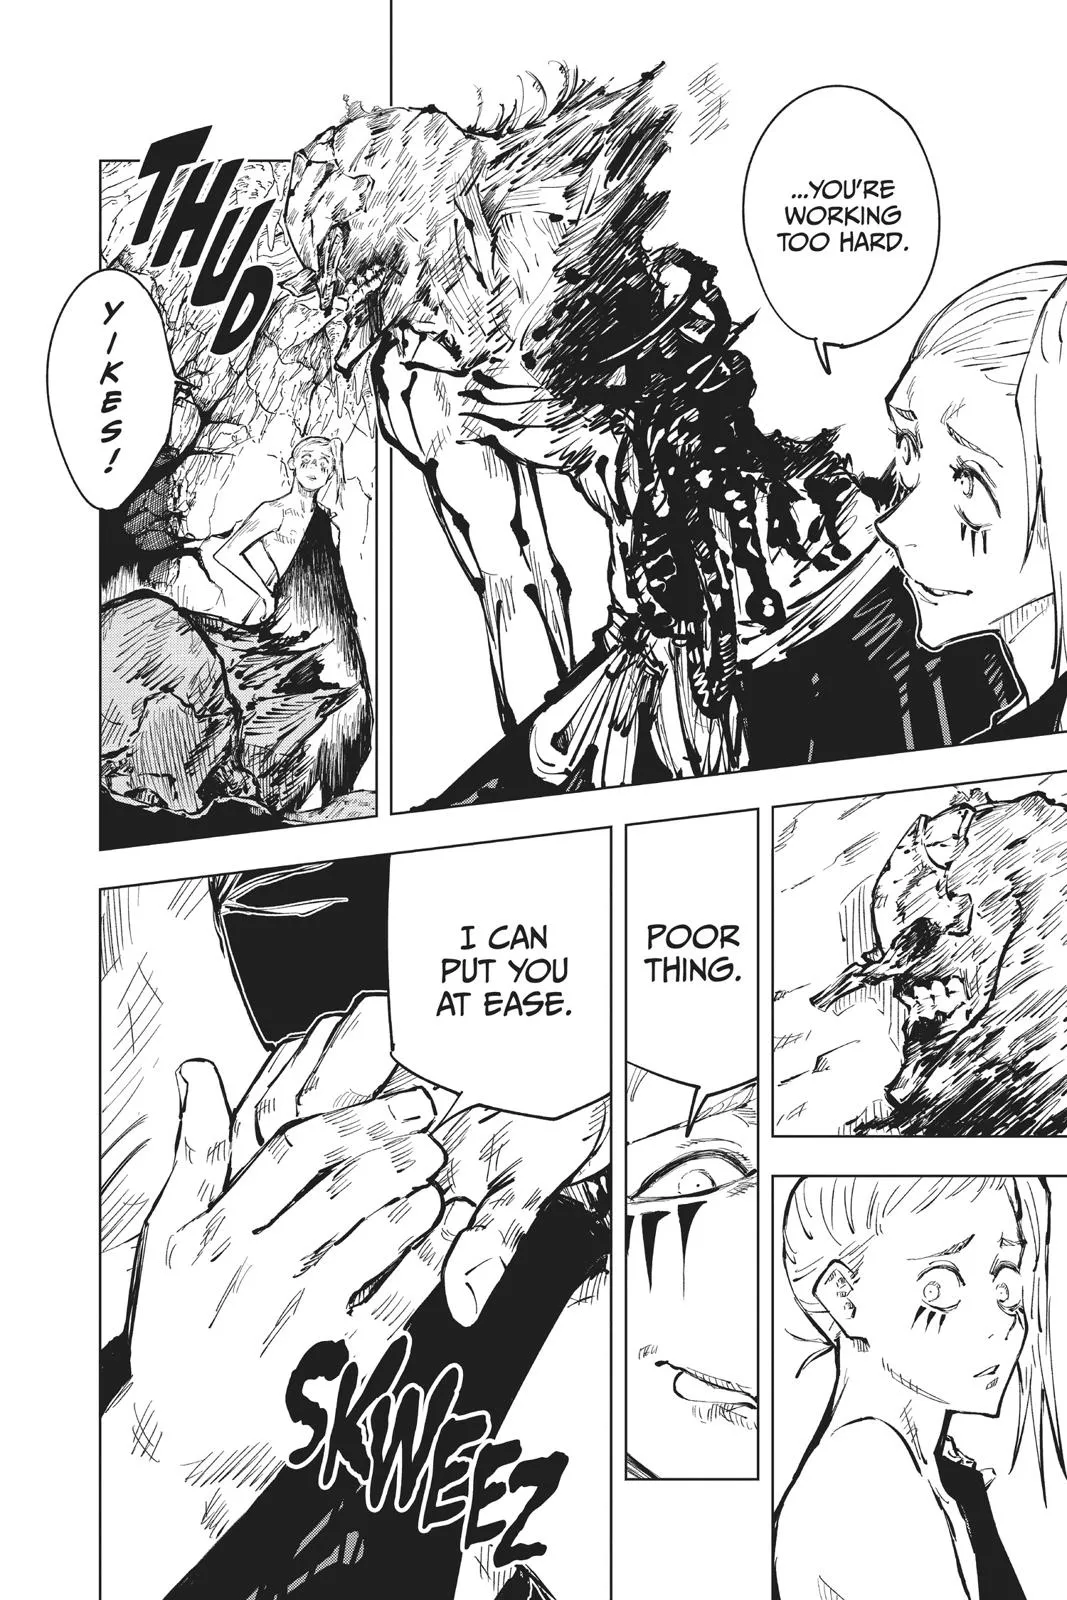 ...YOU'RE
WORKING
TOO HARD.
THUD
YIKES!
POOR
THING.
I CAN
PUT YOU
AT EASE.
SKWEEZ